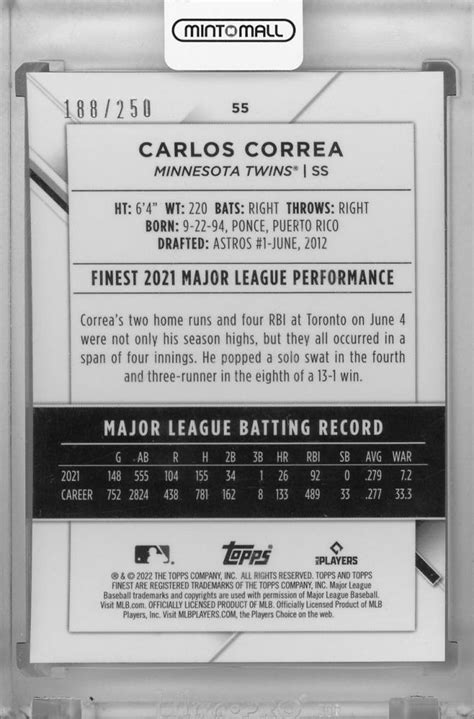 MINTMALL
188/250
55
CARLOS CORREA
MINNESOTA TWINS® | SS
HT: 6'4" WT: 220 BATS: RIGHT THROWS: RIGHT
BORN: 9-22-94, PONCE, PUERTO RICO
DRAFTED: ASTROS #1-JUNE, 2012
FINEST 2021 MAJOR LEAGUE PERFORMANCE
Correa's two home runs and four RBI at Toronto on June 4
were not only his season highs, but they all occurred in a
span of four innings. He popped a solo swat in the fourth
and three-runner in the eighth of a 13-1 win.
MAJOR LEAGUE BATTING RECORD
G AB R H 2B 3B HR RBI SB AVG WAR
2021 148 555 104 155 34 1 26 92 0 .279 7.2
CAREER 752 2824 438 781 162 8 133 489 33 .277 33.3
Topps
PLAYERS
® & © 2022 THE TOPPS COMPANY, INC. ALL RIGHTS RESERVED. TOPPS AND TOPPS
FINEST ARE REGISTERED TRADEMARKS OF THE TOPPS COMPANY, INC. Major League
Baseball trademarks and copyrights are used with permission of Major League Baseball.
Visit MLB.com. OFFICIALLY LICENSED PRODUCT OF MLB. Officially Licensed Product of MLB
Players, Inc. Visit MLBPLAYERS.COM, the Players Choice on the web.